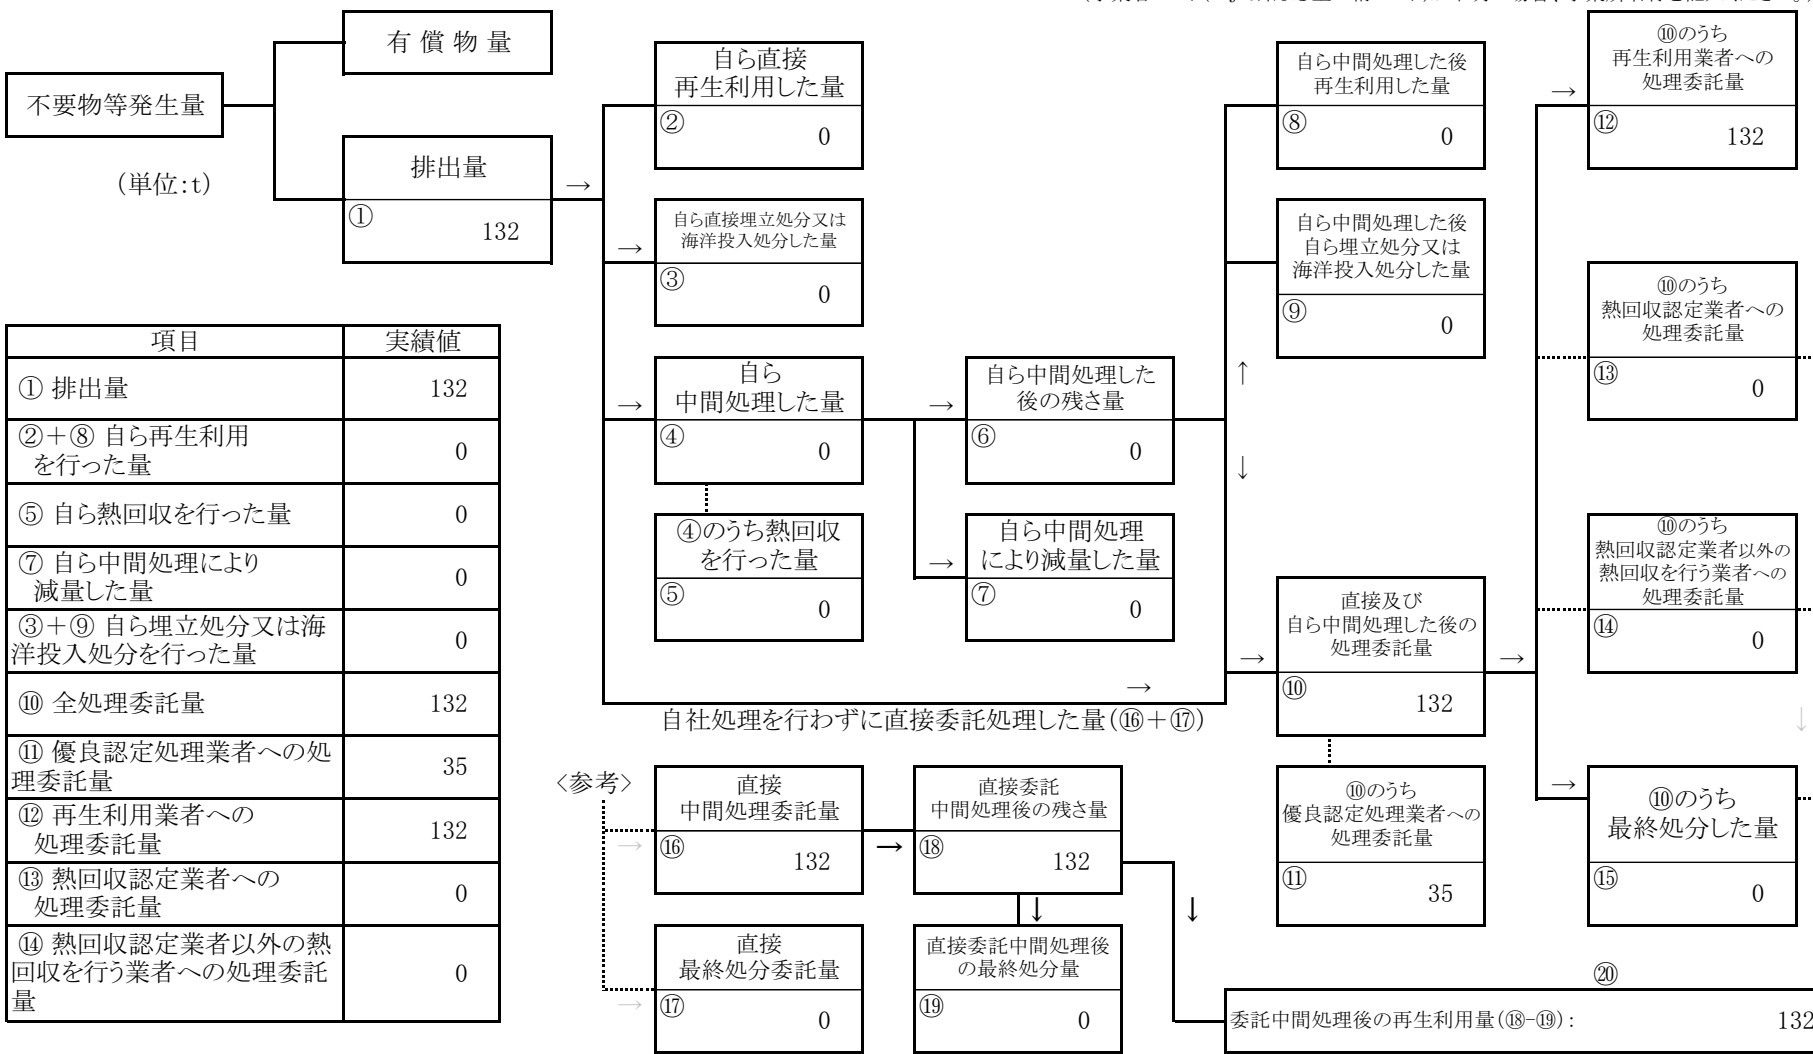 有 償 物 量
不要物等発生量
(単位:t)
排出量
①
132
→
自ら直接
再生利用した量
②
0
→
自ら直接埋立処分又は
海洋投入処分した量
③
0
→
自ら
中間処理した量
④
0
④のうち熱回収
を行った量
⑤
0
→
自ら中間処理した
後の残さ量
⑥
0
→
自ら中間処理
により減量した量
⑦
0
自ら中間処理した後
再生利用した量
⑧
0
自ら中間処理した後
自ら埋立処分又は
海洋投入処分した量
⑨
0
↑
↓
→
直接及び
自ら中間処理した後の
処理委託量
⑩
132
→
⑩のうち
優良認定処理業者への
処理委託量
⑪
35
→
⑩のうち
再生利用業者への
処理委託量
⑫
132
⑩のうち
熱回収認定業者への
処理委託量
⑬
0
⑩のうち
熱回収認定業者以外の
熱回収を行う業者への
処理委託量
⑭
0
↓
→
⑩のうち
最終処分した量
⑮
0
→
自社処理を行わずに直接委託処理した量(⑯+⑰)
<参考>
→
直接
中間処理委託量
⑯
132
→
直接委託
中間処理後の残さ量
⑱
132
↓
↓
→
直接
最終処分委託量
⑰
0
直接委託中間処理後
の最終処分量
⑲
0
⑳
委託中間処理後の再生利用量(⑱-⑲): 132
項目 実績値
① 排出量 132
②+⑧ 自ら再生利用
を行った量 0
⑤ 自ら熱回収を行った量 0
⑦ 自ら中間処理により
減量した量 0
③+⑨ 自ら埋立処分又は海
洋投入処分を行った量 0
⑩ 全処理委託量 132
⑪ 優良認定処理業者への処
理委託量 35
⑫ 再生利用業者への
処理委託量 132
⑬ 熱回収認定業者への
処理委託量 0
⑭ 熱回収認定業者以外の熱
回収を行う業者への処理委託
量 0